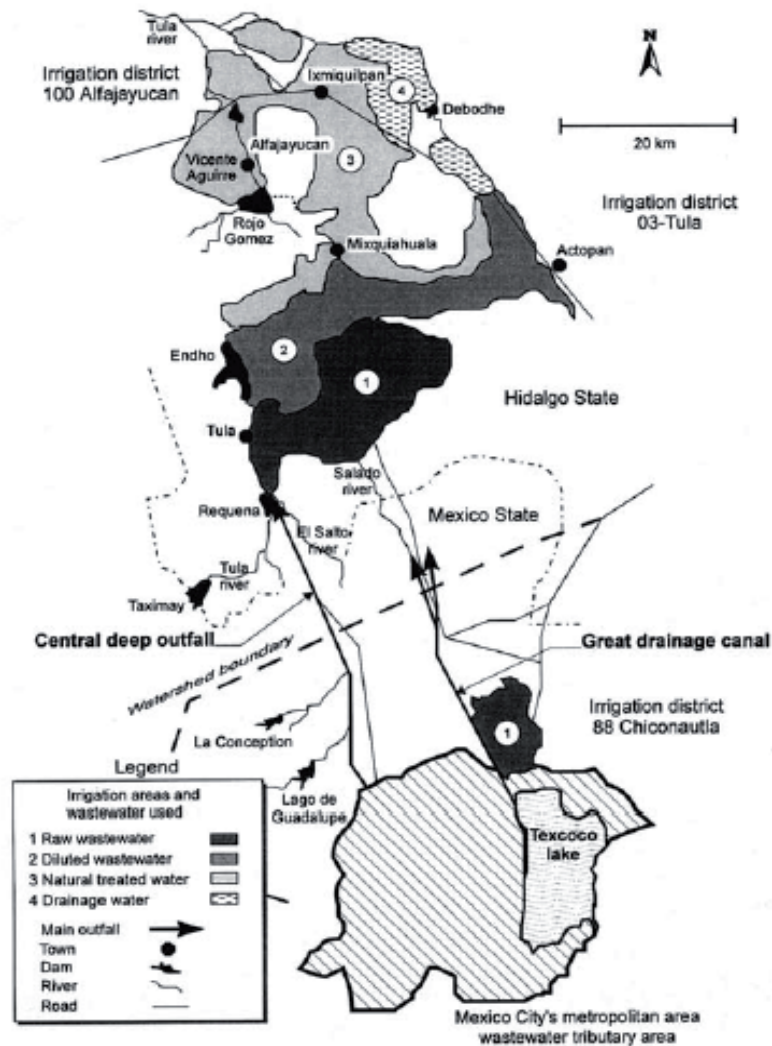 Tula
river
N
Irrigation district
100 Alfajayucan
Ixmiquilpan
4
Debodhe
20 km
Alfajayucan
3
Vicente
Aguirre
Rojo
Gomez
Irrigation district
03-Tula
Mixquiahuala
Actopan
Endho
2
1
Hidalgo State
Tula
Salado
river
Requena
El Salto
river
Mexico State
Tula
river
Taximay
Central deep outfall
Great drainage canal
Watershed boundary
Irrigation district
88 Chiconautla
1
La Conception
Lago de
Guadalupe
Texcoco
lake
Legend
Irrigation areas and
wastewater used
1 Raw wastewater
2 Diluted wastewater
3 Natural treated water
4 Drainage water
Main outfall
Town
Dam
River
Road
Mexico City's metropolitan area
wastewater tributary area